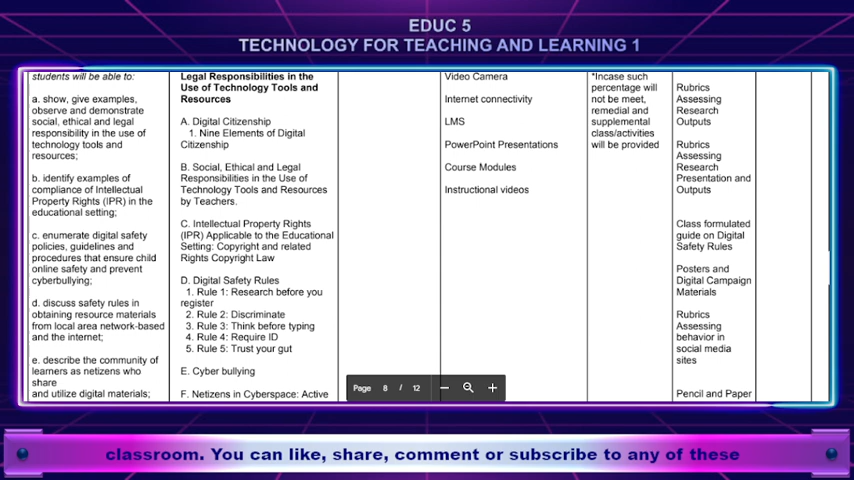 EDUC 5
TECHNOLOGY FOR TEACHING AND LEARNING 1
students will be able to:
a. show, give examples,
observe and demonstrate
social, ethical and legal
responsibility in the use of
technology tools and
resources;
b. identify examples of
compliance of Intellectual
Property Rights (IPR) in the
educational setting;
c. enumerate digital safety
policies, guidelines and
procedures that ensure child
online safety and prevent
cyberbullying;
d. discuss safety rules in
obtaining resource materials
from local area network-based
and the internet;
e. describe the community of
learners as netizens who
share
and utilize digital materials;
Legal Responsibilities in the
Use of Technology Tools and
Resources
A. Digital Citizenship
1. Nine Elements of Digital
Citizenship
B. Social, Ethical and Legal
Responsibilities in the Use of
Technology Tools and Resources
by Teachers.
C. Intellectual Property Rights
(IPR) Applicable to the Educational
Setting: Copyright and related
Rights Copyright Law
D. Digital Safety Rules
1. Rule 1: Research before you
register
2. Rule 2: Discriminate
3. Rule 3: Think before typing
4. Rule 4: Require ID
5. Rule 5: Trust your gut
E. Cyber bullying
F. Netizens in Cyberspace: Active
Video Camera
Internet connectivity
LMS
PowerPoint Presentations
Course Modules
Instructional videos
*Incase such
percentage will
not be meet,
remedial and
supplemental
class/activities
will be provided
Rubrics
Assessing
Research
Outputs
Rubrics
Assessing
Research
Presentation and
Outputs
Class formulated
guide on Digital
Safety Rules
Posters and
Digital Campaign
Materials
Rubrics
Assessing
behavior in
social media
sites
Pencil and Paper
Page 8 / 12
classroom. You can like, share, comment or subscribe to any of these